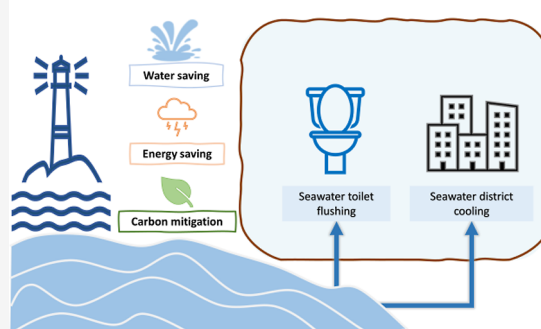 Water saving
Energy saving
Carbon mitigation
Seawater toilet
flushing
Seawater district
cooling